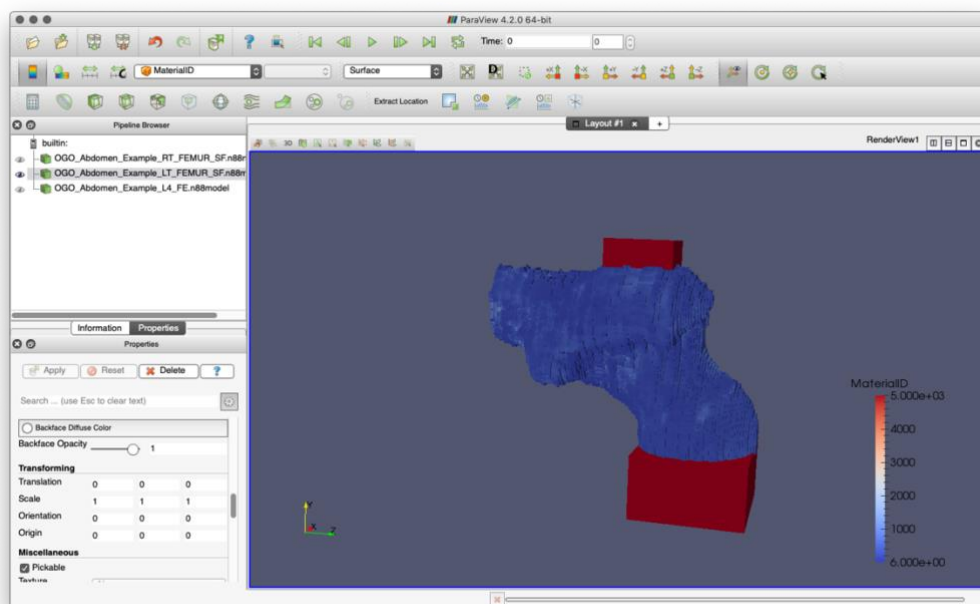 ParaView 4.2.0 64-bit
Time: 0 0
MaterialID Surface
Extract Location
Pipeline Browser
Layout #1 x +
builtin:
OGO_Abdomen_Example_RT_FEMUR_SF.n88r
OGO_Abdomen_Example_LT_FEMUR_SF.n88m
OGO_Abdomen_Example_L4_FE.n88model
3D
RenderView1
Information Properties
Properties
Apply Reset Delete ?
Search ... (use Esc to clear text)
Backface Diffuse Color
Backface Opacity 1
Transforming
Translation 0 0 0
Scale 1 1 1
Orientation 0 0 0
Origin 0 0 0
Miscellaneous
Pickable
Texture
MaterialID
5.000e+03
4000
3000
2000
1000
6.000e+00
Y
X
Z